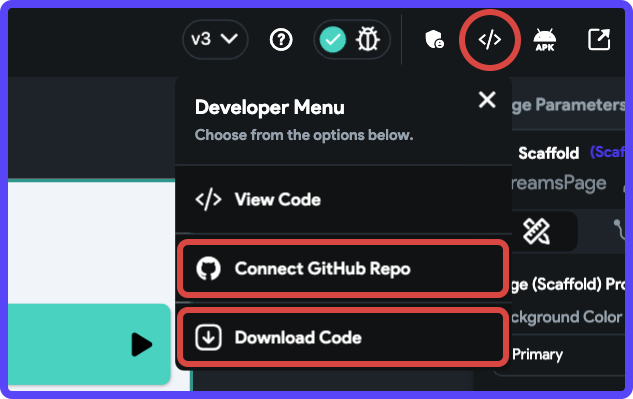 v3
APK
Developer Menu
Choose from the options below.
ge Parameters
Scaffold (Scaf
reamsPage
</> View Code
Connect GitHub Repo
ge (Scaffold) Pro
ckground Color
Download Code
Primary